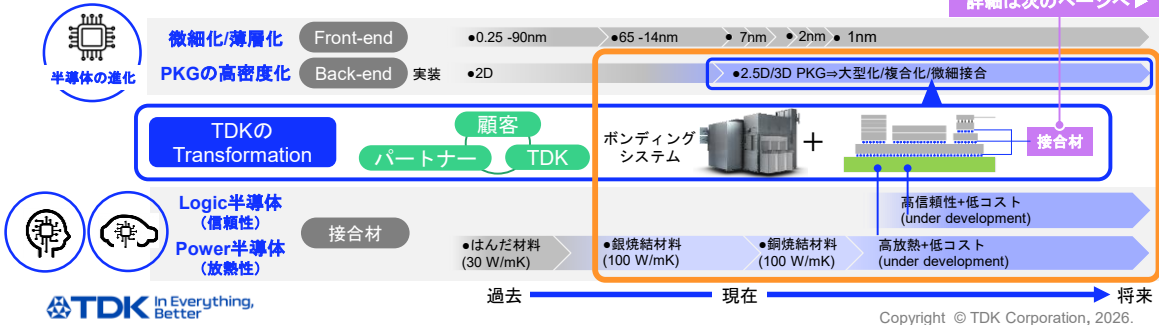 詳細は次のページへ▶
微細化/薄層化 Front-end ●0.25 -90nm ●65 -14nm ● 7nm ● 2nm ● 1nm
半導体の進化
PKGの高密度化 Back-end 実装 ●2D ●2.5D/3D PKG⇒大型化/複合化/微細接合
TDKの
Transformation
顧客
パートナー TDK
ボンディング
システム
+
接合材
Logic半導体
(信頼性)
高信頼性+低コスト
(under development)
接合材
Power半導体
(放熱性)
●はんだ材料
(30 W/mK)
●銀焼結材料
(100 W/mK)
●銅焼結材料
(100 W/mK)
高放熱+低コスト
(under development)
過去 現在 将来
TDK In Everything,
Better
Copyright © TDK Corporation, 2026.